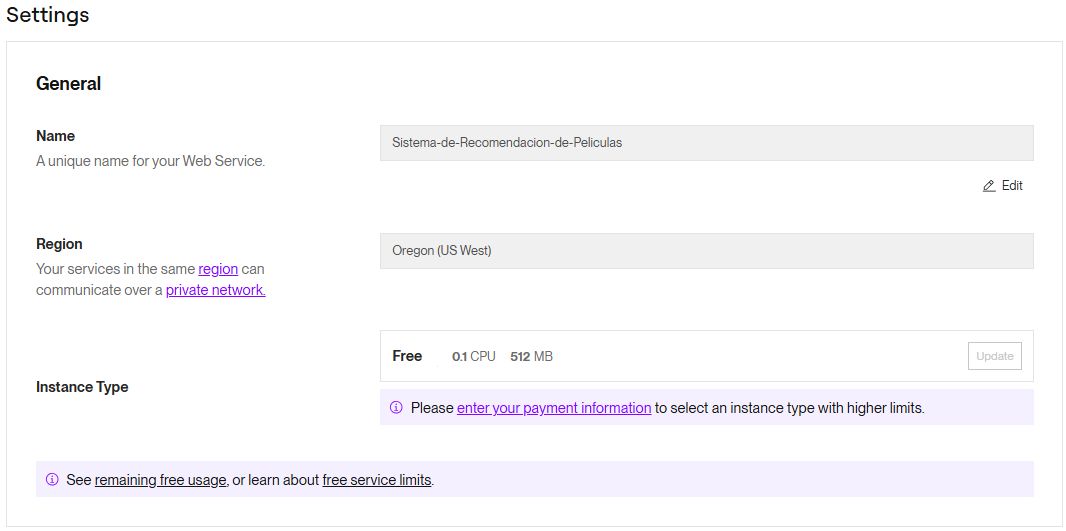 Settings
General
Name
A unique name for your Web Service.
Sistema-de-Recomendacion-de-Peliculas
Edit
Region
Your services in the same region can
communicate over a private network.
Oregon (US West)
Instance Type
Free 0.1 CPU 512 MB
Update
Please enter your payment information to select an instance type with higher limits.
See remaining free usage, or learn about free service limits.